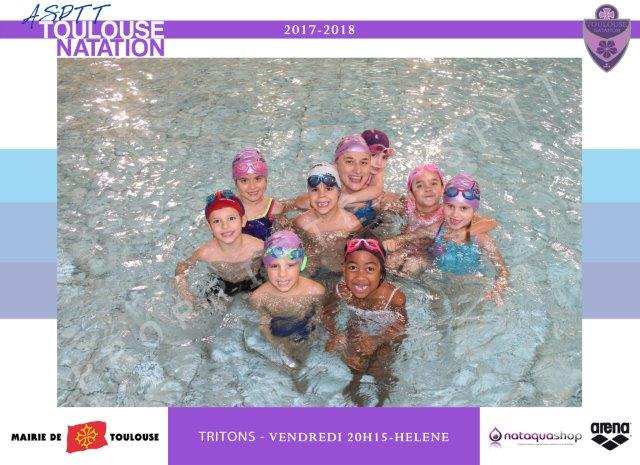 ASPTT
TOULOUSE
NATATION
2017-2018
TOULOUSE
NATATION
MAIRIE DE TOULOUSE
TRITONS - VENDREDI 20H15-HELENE
nataquashop
arena